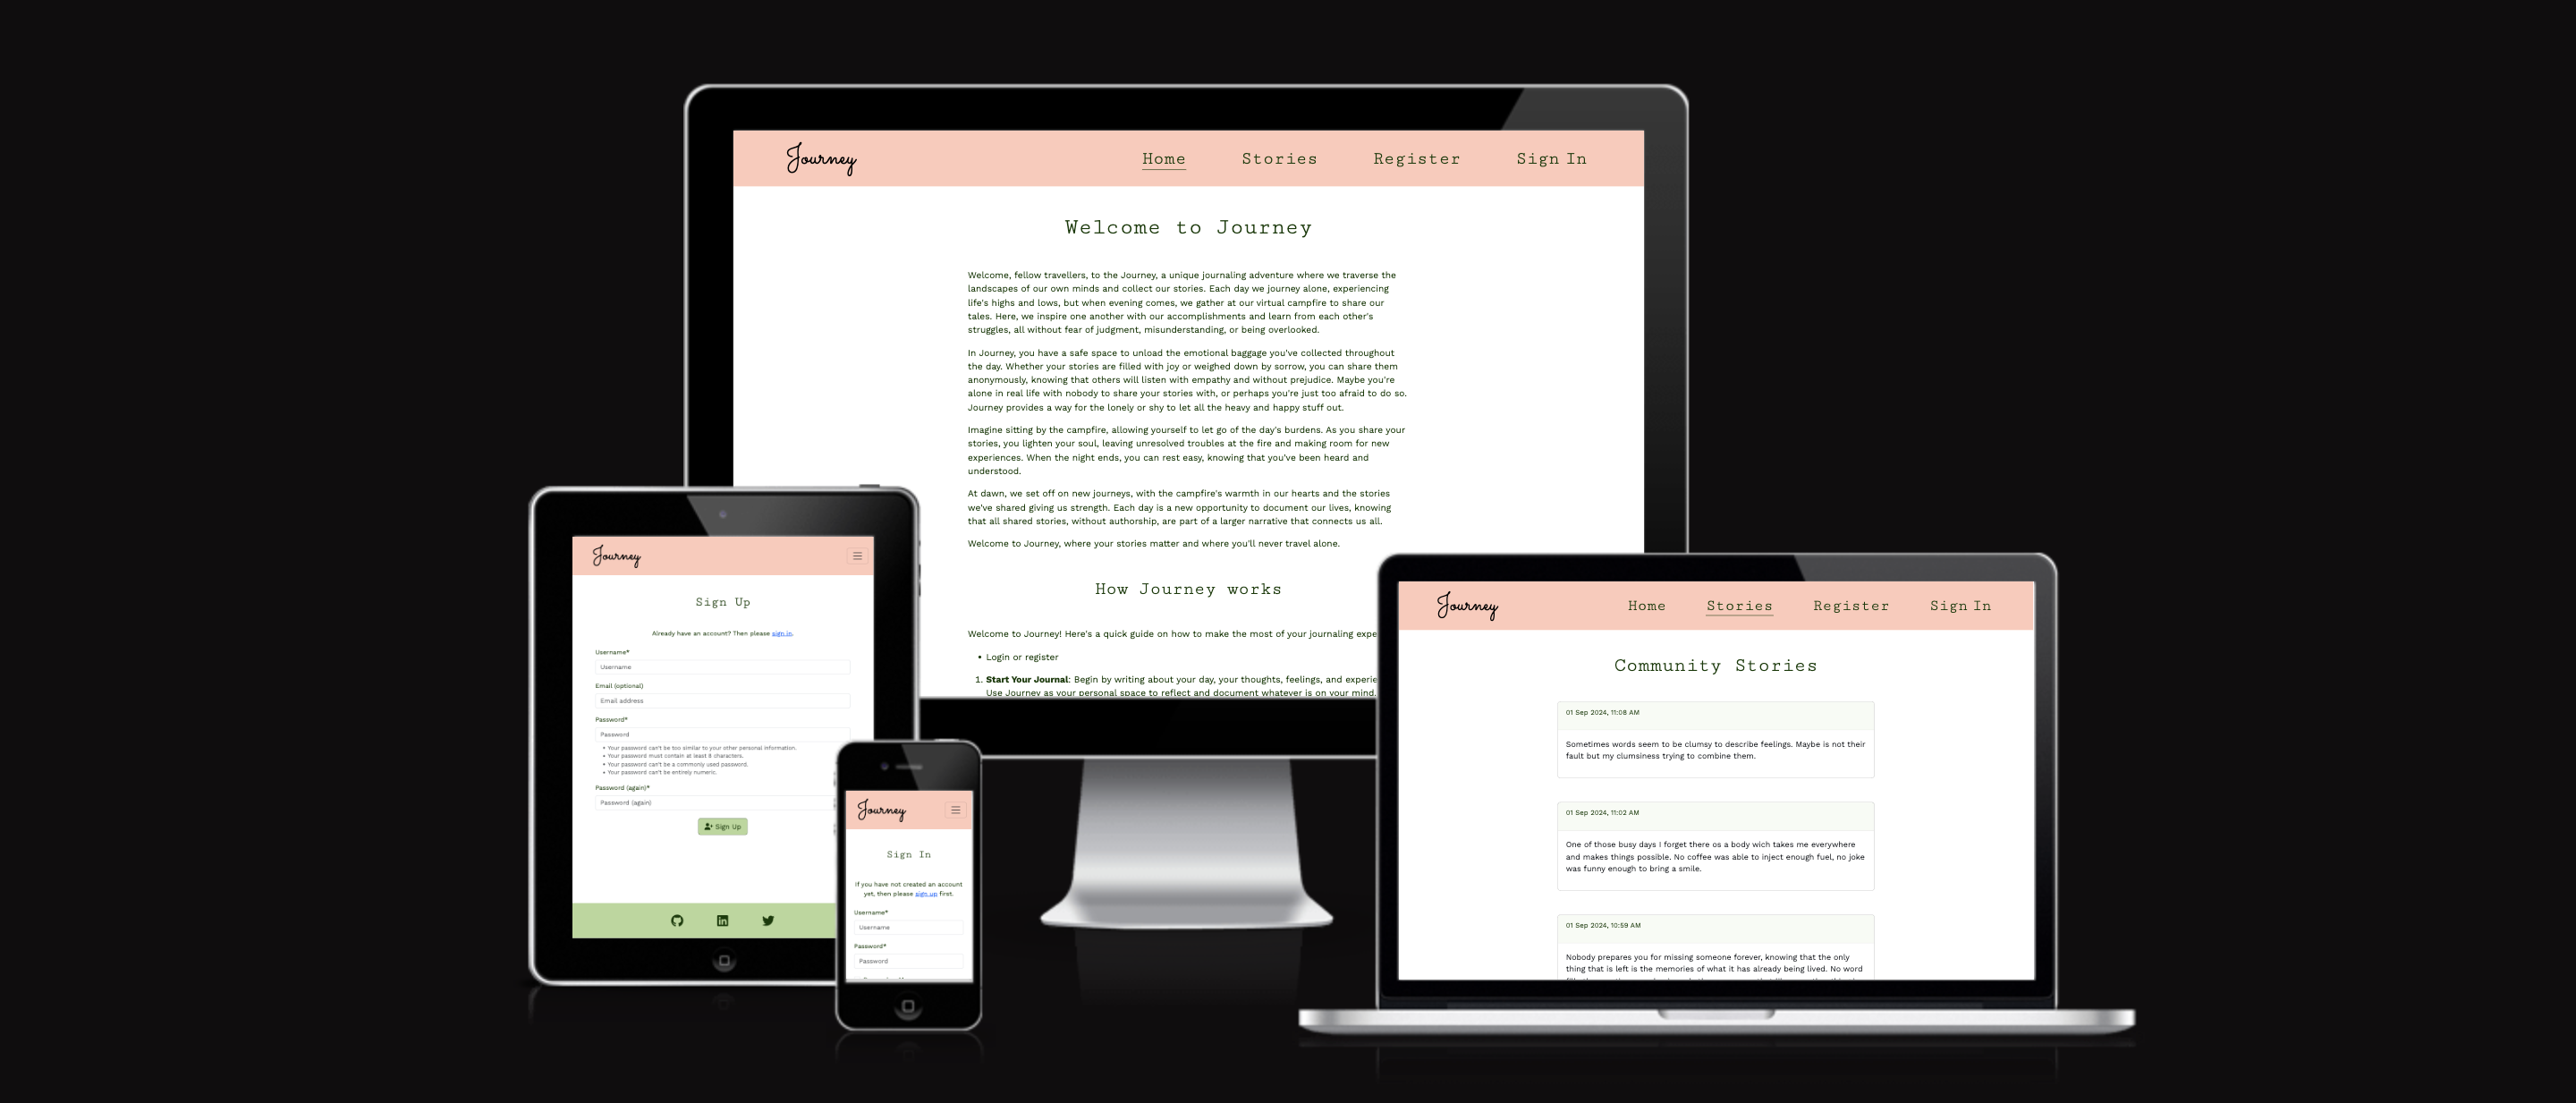 Journey
Home Stories Register Sign In
Welcome to Journey
Welcome, fellow travellers, to the Journey, a unique journaling adventure where we traverse the
landscapes of our own minds and collect our stories. Each day we journey alone, experiencing
life's highs and lows, but when evening comes, we gather at our virtual campfire to share our
tales. Here, we inspire one another with our accomplishments and learn from each other's
struggles, all without fear of judgment, misunderstanding, or being overlooked.
In Journey, you have a safe space to unload the emotional baggage you've collected throughout
the day. Whether your stories are filled with joy or weighed down by sorrow, you can share them
anonymously, knowing that others will listen with empathy and without prejudice. Maybe you're
alone in real life with nobody to share your stories with, or perhaps you're just too afraid to do so.
Journey provides a way for the lonely or shy to let all the heavy and happy stuff out.
Imagine sitting by the campfire, allowing yourself to let go of the day's burdens. As you share your
stories, you lighten your soul, leaving unresolved troubles at the fire and making room for new
experiences. When the night ends, you can rest easy, knowing that you've been heard and
understood.
At dawn, we set off on new journeys, with the campfire's warmth in our hearts and the stories
we've shared giving us strength. Each day is a new opportunity to document our lives, knowing
that all shared stories, without authorship, are part of a larger narrative that connects us all.
Welcome to Journey, where your stories matter and where you'll never travel alone.
How Journey works
Welcome to Journey! Here's a quick guide on how to make the most of your journaling expe
• Login or register
1. Start Your Journal: Begin by writing about your day, your thoughts, feelings, and experie
Use Journey as your personal space to reflect and document whatever is on your mind.
Journey
Sign Up
Already have an account? Then please sign in.
Username*
Username
Email (optional)
Email address
Password*
Password
• Your password can't be too similar to your other personal information.
• Your password must contain at least 8 characters.
• Your password can't be a commonly used password.
• Your password can't be entirely numeric.
Password (again)*
Password (again)
Sign Up
Journey
Sign In
If you have not created an account
yet, then please sign up first.
Username*
Username
Password*
Password
Journey
Home Stories Register Sign In
Community Stories
01 Sep 2024, 11:08 AM
Sometimes words seem to be clumsy to describe feelings. Maybe is not their
fault but my clumsiness trying to combine them.
01 Sep 2024, 11:02 AM
One of those busy days I forget there os a body wich takes me everywhere
and makes things possible. No coffee was able to inject enough fuel, no joke
was funny enough to bring a smile.
01 Sep 2024, 10:59 AM
Nobody prepares you for missing someone forever, knowing that the only
thing that is left is the memories of what it has already being lived. No word